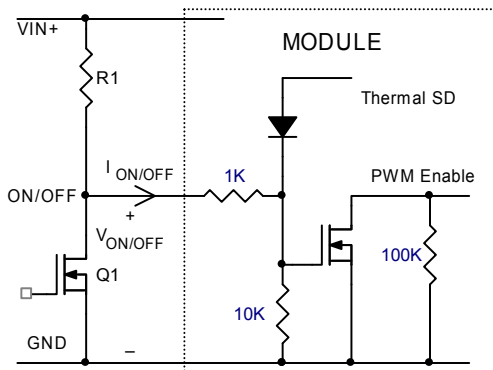 VIN+
MODULE
R1
Thermal SD
I ON/OFF
1K
PWM Enable
ON/OFF
+
V ON/OFF
Q1
100K
10K
GND
–